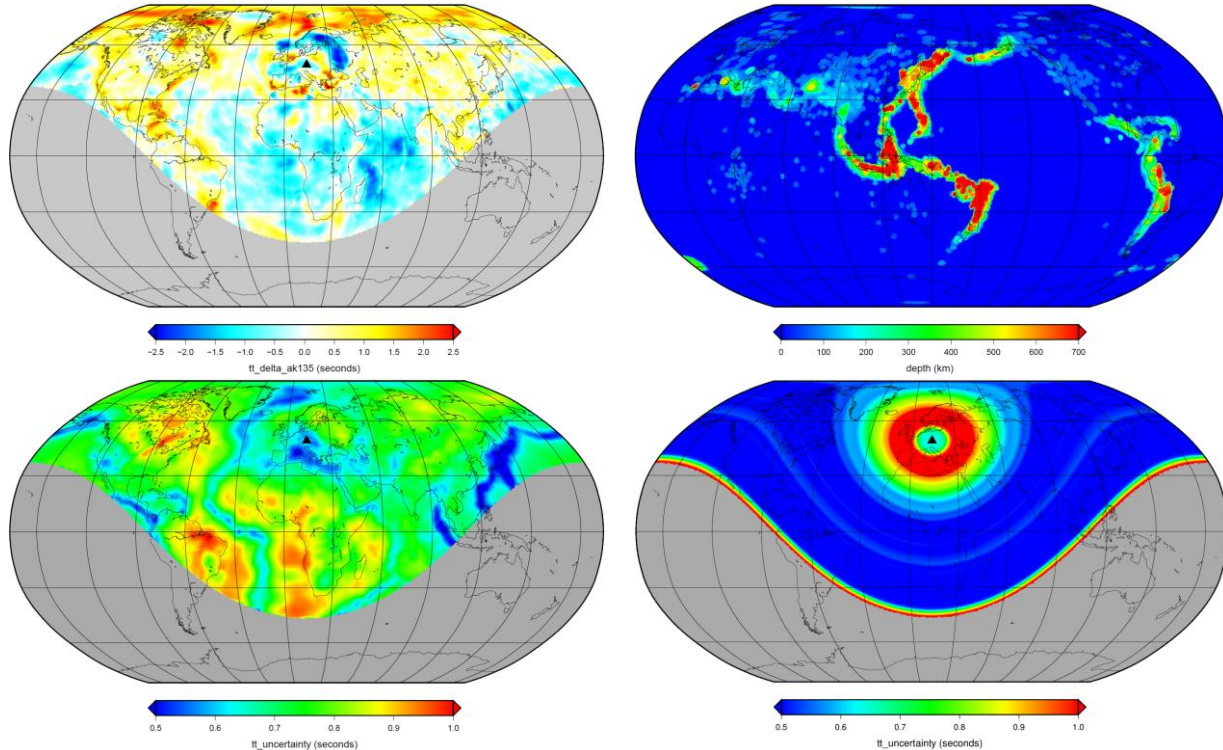 −2.5 −2.0 −1.5 −1.0 −0.5 0.0 0.5 1.0 1.5 2.0 2.5
tt_delta_ak135 (seconds)
0 100 200 300 400 500 600 700
depth (km)
0.5 0.6 0.7 0.8 0.9 1.0
tt_uncertainty (seconds)
0.5 0.6 0.7 0.8 0.9 1.0
tt_uncertainty (seconds)